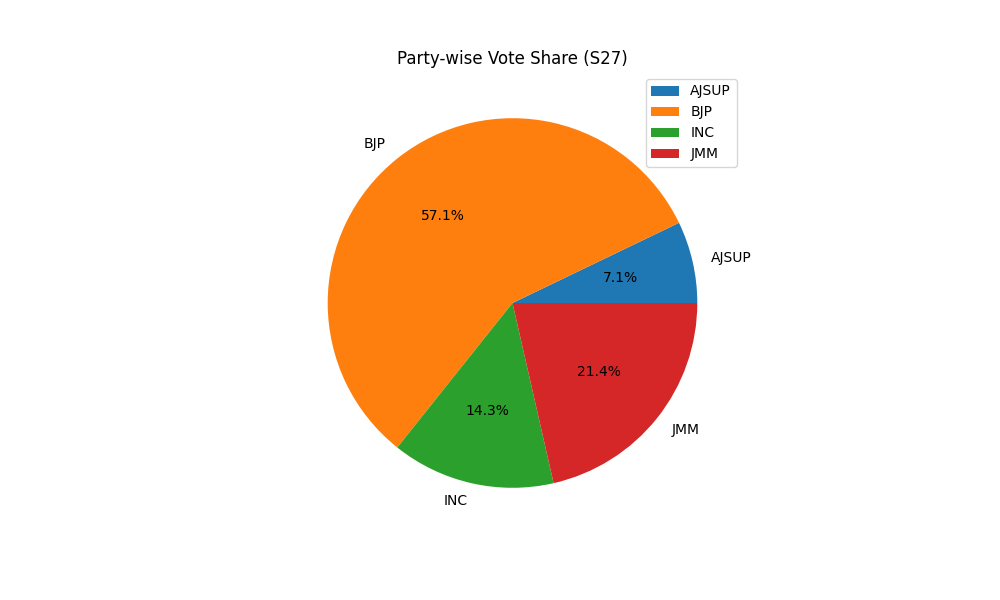 Party-wise Vote Share (S27)
AJSUP
BJP
INC
JMM
BJP
57.1%
AJSUP
7.1%
21.4%
14.3%
JMM
INC